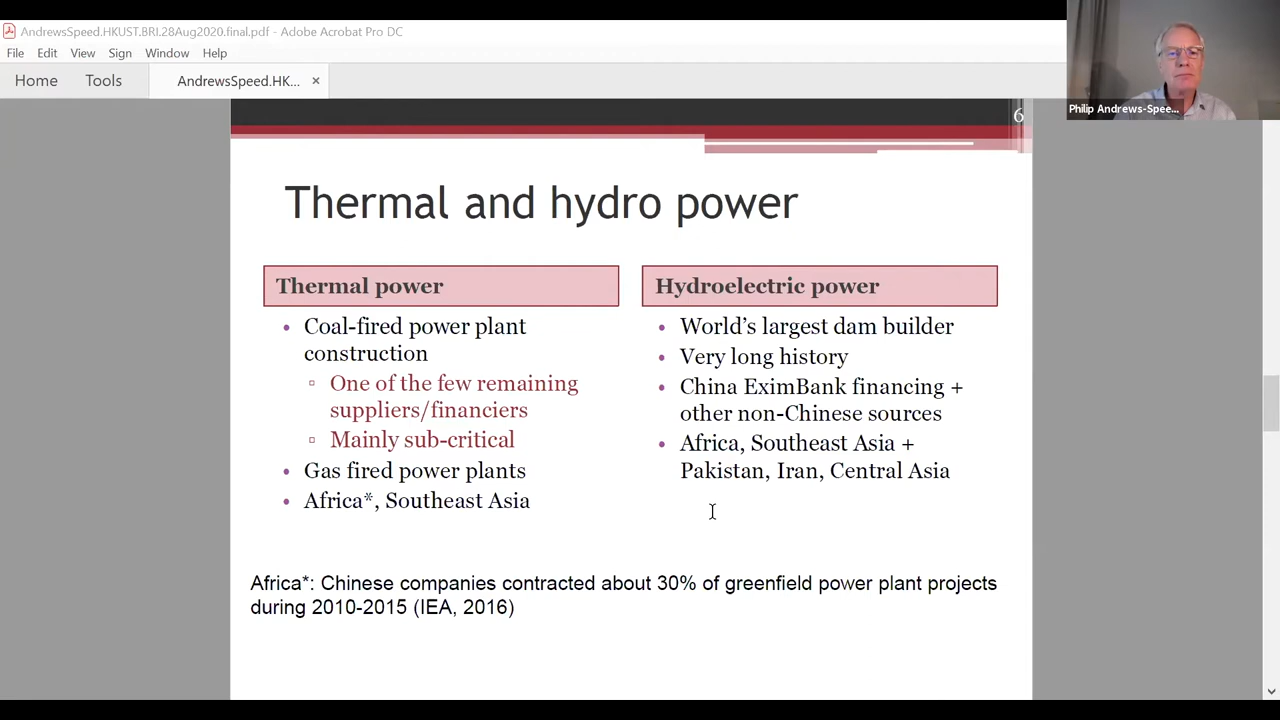 AndrewsSpeed.HKUST.BRI.28Aug2020.final.pdf - Adobe Acrobat Pro DC
File Edit View Sign Window Help
Home Tools AndrewsSpeed.HK... ×
Philip Andrews-Spee...
6
Thermal and hydro power
Thermal power
• Coal-fired power plant
construction
▫ One of the few remaining
suppliers/financiers
▫ Mainly sub-critical
• Gas fired power plants
• Africa*, Southeast Asia
Hydroelectric power
• World's largest dam builder
• Very long history
• China EximBank financing +
other non-Chinese sources
• Africa, Southeast Asia +
Pakistan, Iran, Central Asia
Africa*: Chinese companies contracted about 30% of greenfield power plant projects
during 2010-2015 (IEA, 2016)